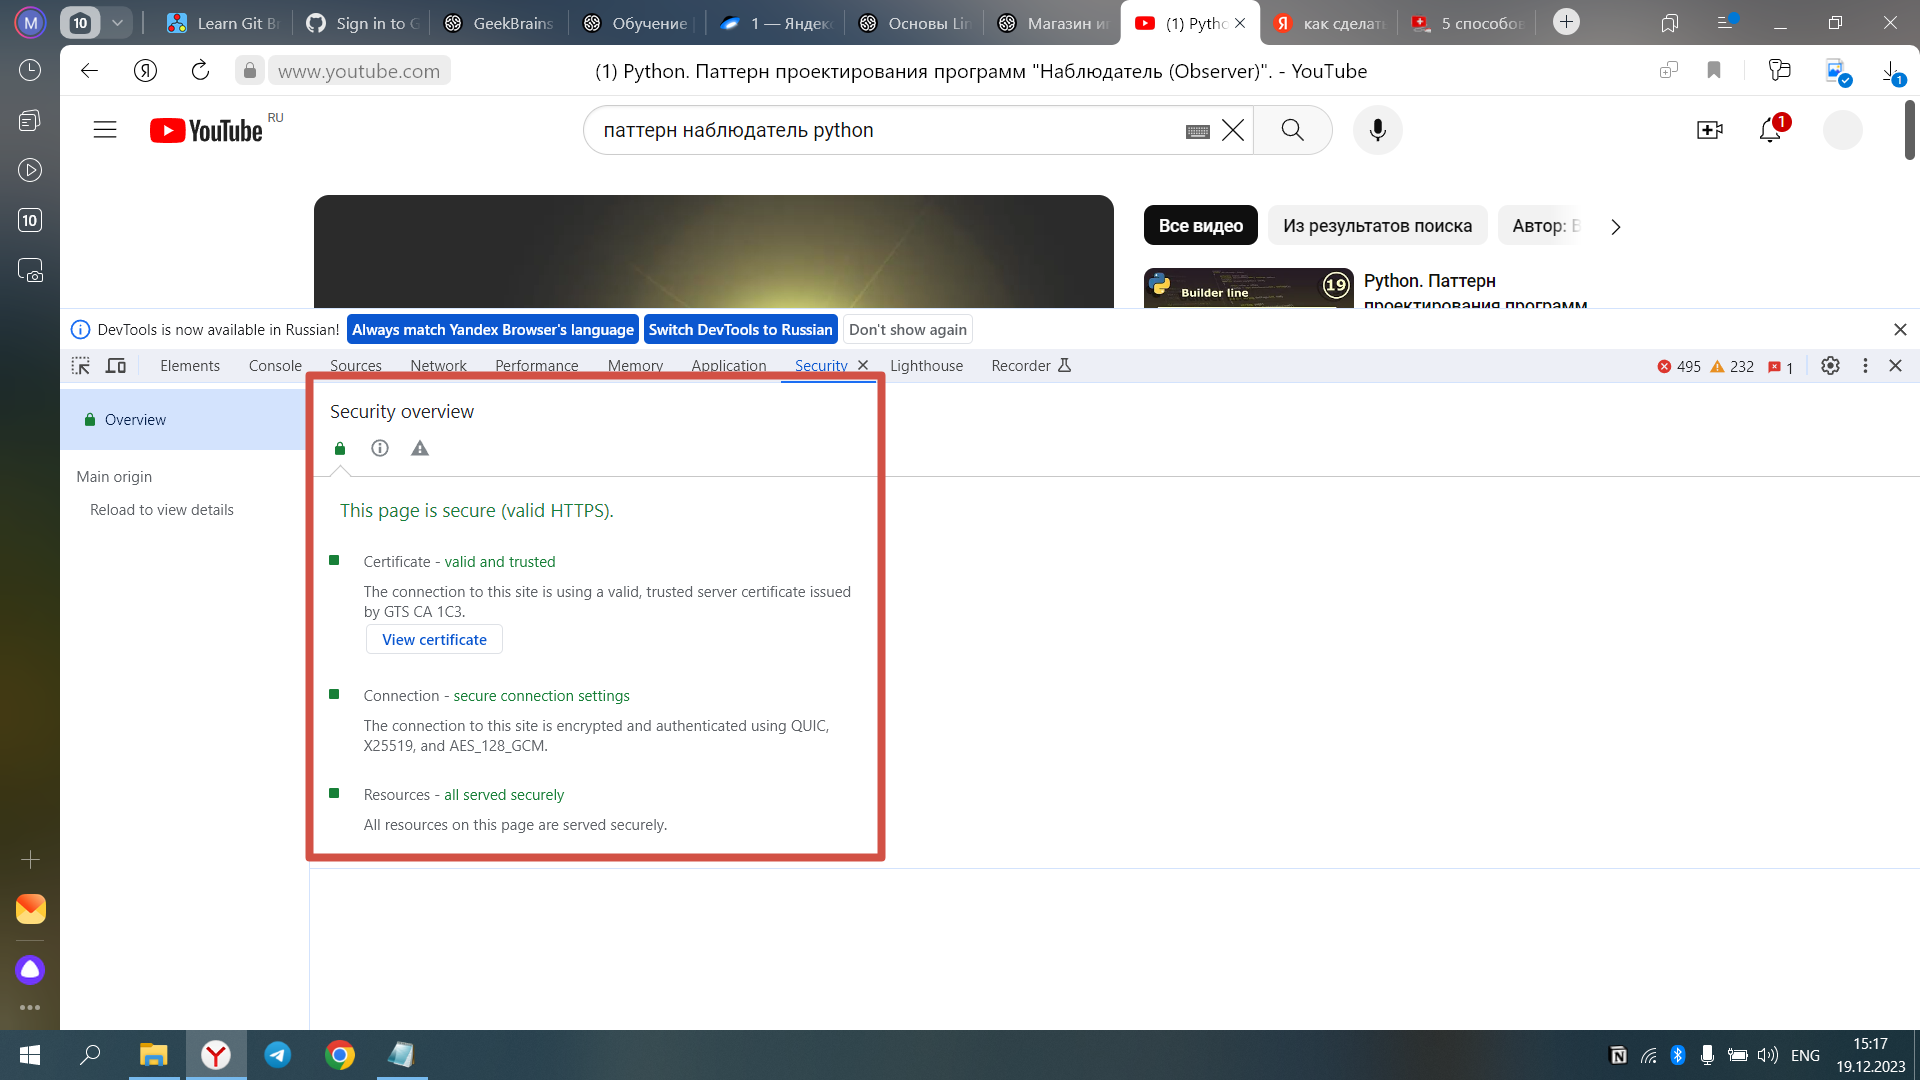 M
10
Learn Git B
Sign in to G
GeekBrains
Обучение
1 — Яндек
Основы Lin
Магазин и
(1) Pythc
как сделат
5 способо
www.youtube.com
(1) Python. Паттерн проектирования программ "Наблюдатель (Observer)". - YouTube
1
10
YouTube RU
паттерн наблюдатель python
1
Все видео
Из результатов поиска
Автор:
Builder line
19
Python. Паттерн
проектирования программ
DevTools is now available in Russian!
Always match Yandex Browser's language
Switch DevTools to Russian
Don't show again
Elements
Console
Sources
Network
Performance
Memory
Application
Security
Lighthouse
Recorder
495
232
1
Overview
Main origin
Reload to view details
Security overview
This page is secure (valid HTTPS).
Certificate - valid and trusted
The connection to this site is using a valid, trusted server certificate issued
by GTS CA 1C3.
View certificate
Connection - secure connection settings
The connection to this site is encrypted and authenticated using QUIC,
X25519, and AES_128_GCM.
Resources - all served securely
All resources on this page are served securely.
ENG
15:17
19.12.2023